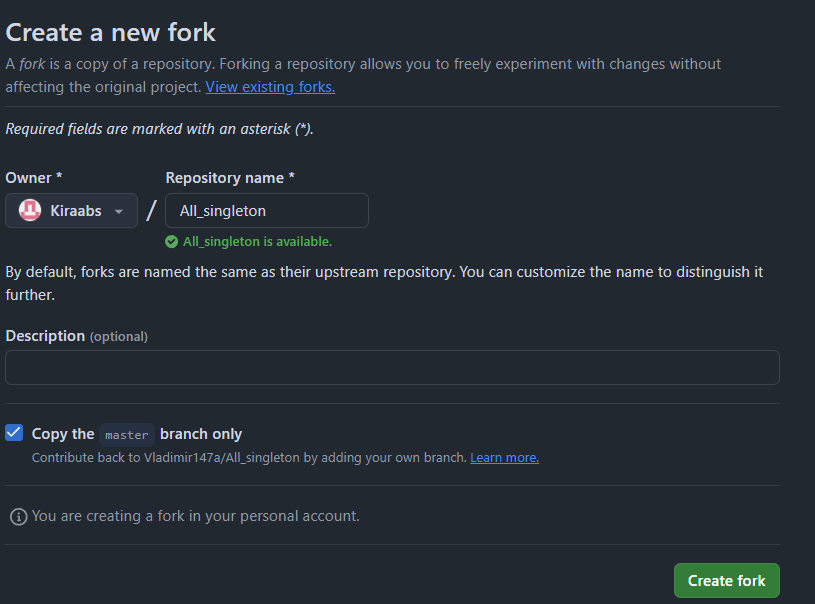 Create a new fork
A fork is a copy of a repository. Forking a repository allows you to freely experiment with changes without
affecting the original project. View existing forks.
Required fields are marked with an asterisk (*).
Owner * Repository name *
Kiraabs / All_singleton
All_singleton is available.
By default, forks are named the same as their upstream repository. You can customize the name to distinguish it
further.
Description (optional)
Copy the master branch only
Contribute back to Vladimir147a/All_singleton by adding your own branch. Learn more.
You are creating a fork in your personal account.
Create fork